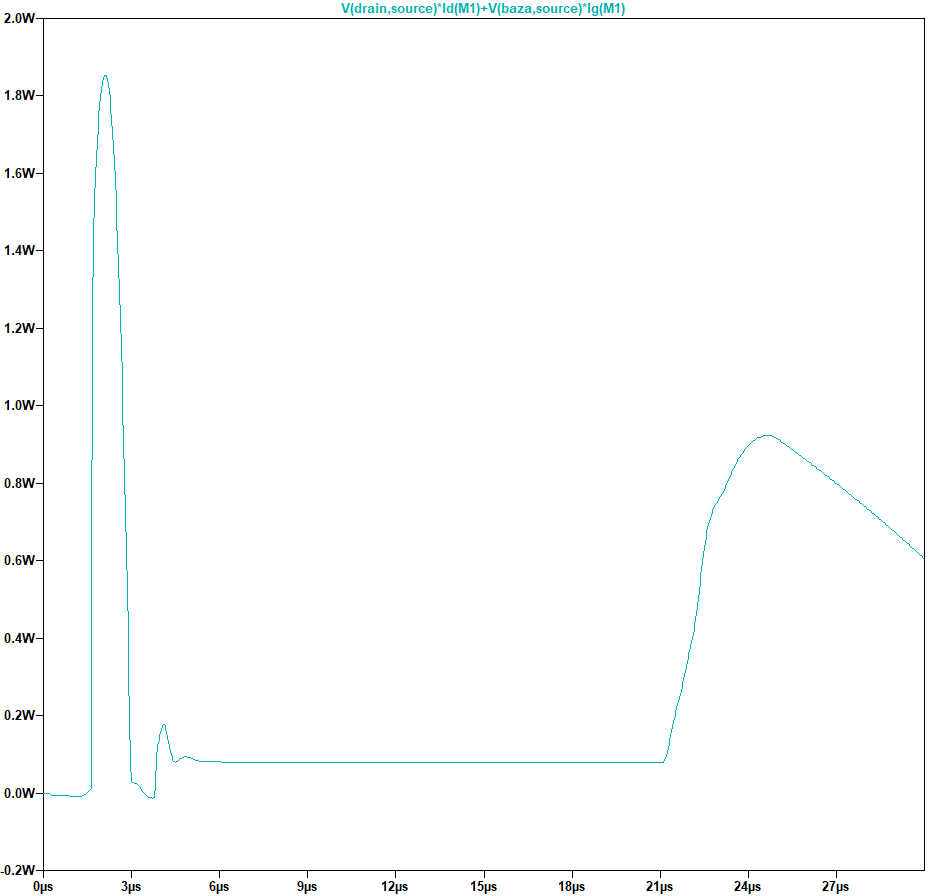 V(drain,source)*Id(M1)+V(baza,source)*Ig(M1)
2.0W
1.8W
1.6W
1.4W
1.2W
1.0W
0.8W
0.6W
0.4W
0.2W
0.0W
-0.2W
0µs 3µs 6µs 9µs 12µs 15µs 18µs 21µs 24µs 27µs